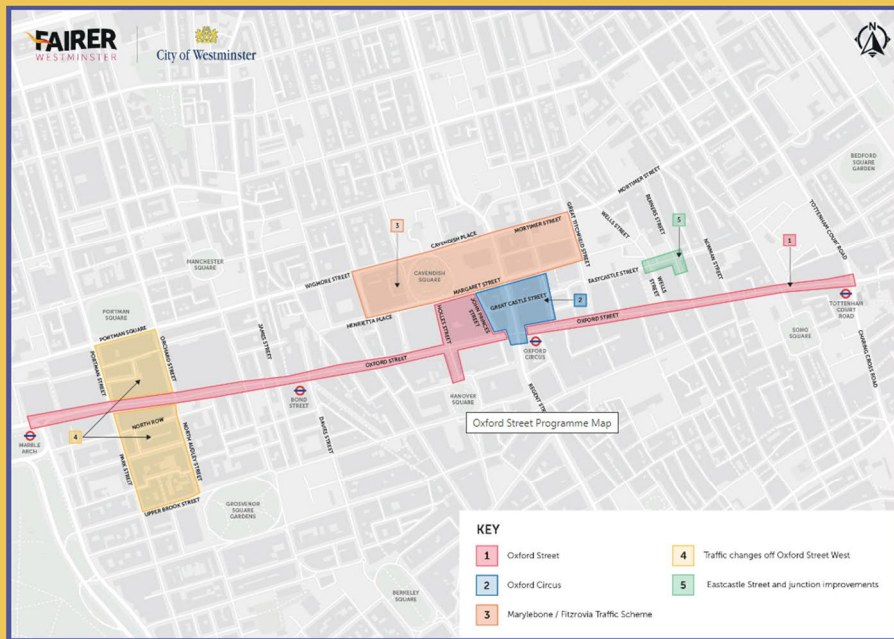 FAIRER
WESTMINSTER
City of Westminster
N
BEDFORD
SQUARE
GARDEN
MORTIMER STREET
TOTTENHAM COURT ROAD
BERNERS STREET
WELLS STREET
5
NEWMAN STREET
1
3
GREAT TITCHFIELD STREET
MORTIMER STREET
CAVENDISH PLACE
WIGMORE STREET
CAVENDISH
SQUARE
MARGARET STREET
EASTCASTLE STREET
WELLS
STREET
MANCHESTER
SQUARE
HENRIETTA PLACE
HOLLES STREET
JOHN PRINCES
STREET
GREAT CASTLE STREET
2
TOTTENHAM
COURT
ROAD
PORTMAN
SQUARE
PORTMAN SQUARE
ORCHARD STREET
PORTMAN STREET
JAMES STREET
OXFORD STREET
OXFORD STREET
OXFORD
CIRCUS
SOHO
SQUARE
CHARING CROSS ROAD
BOND
STREET
HANOVER
SQUARE
REGENT STR
Oxford Street Programme Map
MARBLE
ARCH
4
NORTH ROW
NORTH AUDLEY STREET
PARK STREET
DAVIES STREET
UPPER BROOK STREET
GROSVENOR
SQUARE
GARDENS
BERKELEY
SQUARE
KEY
1 Oxford Street
2 Oxford Circus
3 Marylebone / Fitzrovia Traffic Scheme
4 Traffic changes off Oxford Street West
5 Eastcastle Street and junction improvements